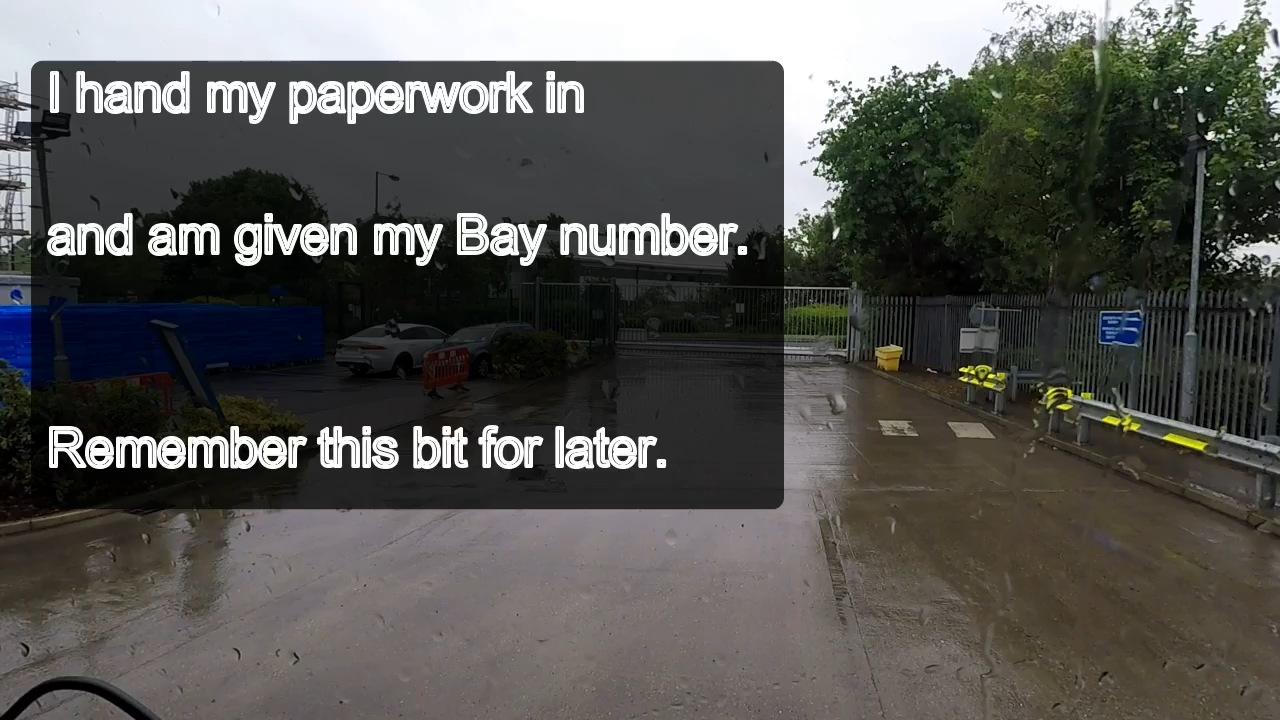 I hand my paperwork in
and am given my Bay number.
Remember this bit for later.